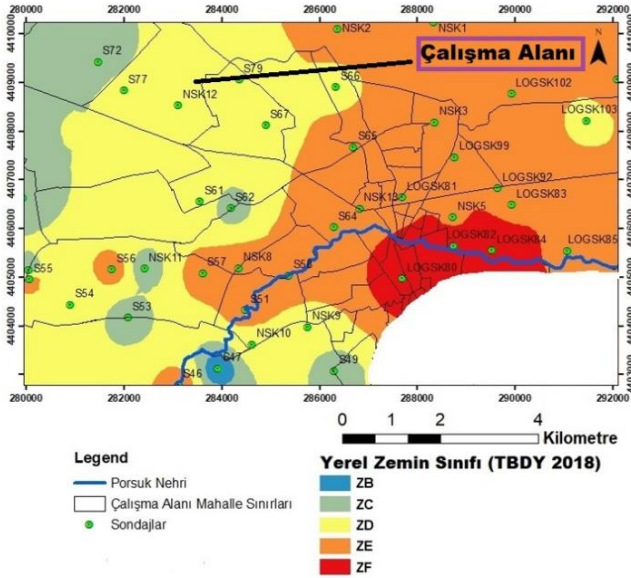 4410000
4409000
4408000
4407000
4406000
4405000
4404000
NSK2
NSK1
Çalışma Alanı
S72
S79
S77
S66
NSK12
LOGSK102
LOGSK103
S67
NSK3
S65
LOGSK99
LOGSK92
S61
S62
LOGSK81
LOGSK83
NSK13
NSK5
S64
LOGSK82
LOGSK84
LOGSK85
S55
S56
NSK11
S57
NSK8
S58
LOGSK80
S54
S53
S51
NSK10
NSK9
S46
S47
S49
280000 282000 284000 286000 288000 290000 292000
0 1 2 4
Kilometre
Legend
Porsuk Nehri
Çalışma Alanı Mahalle Sınırları
Sondajlar
Yerel Zemin Sınıfı (TBDY 2018)
ZB
ZC
ZD
ZE
ZF